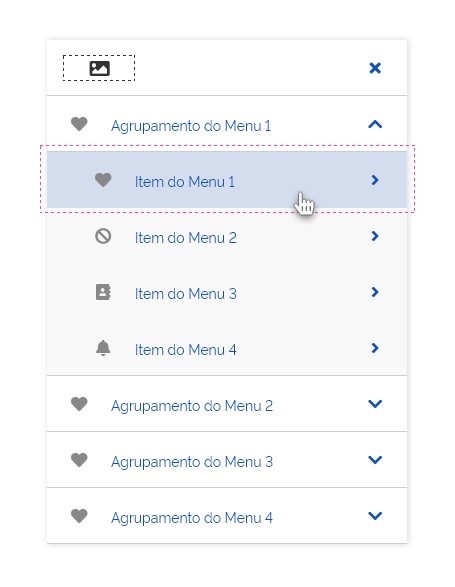 Agrupamento do Menu 1
Item do Menu 1
Item do Menu 2
Item do Menu 3
Item do Menu 4
Agrupamento do Menu 2
Agrupamento do Menu 3
Agrupamento do Menu 4